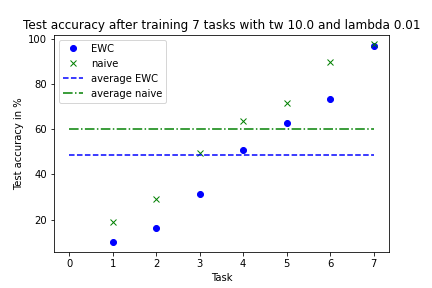 Test accuracy after training 7 tasks with tw 10.0 and lambda 0.01
EWC
naive
average EWC
average naive
Test accuracy in %
100
80
60
40
20
0 1 2 3 4 5 6 7
Task